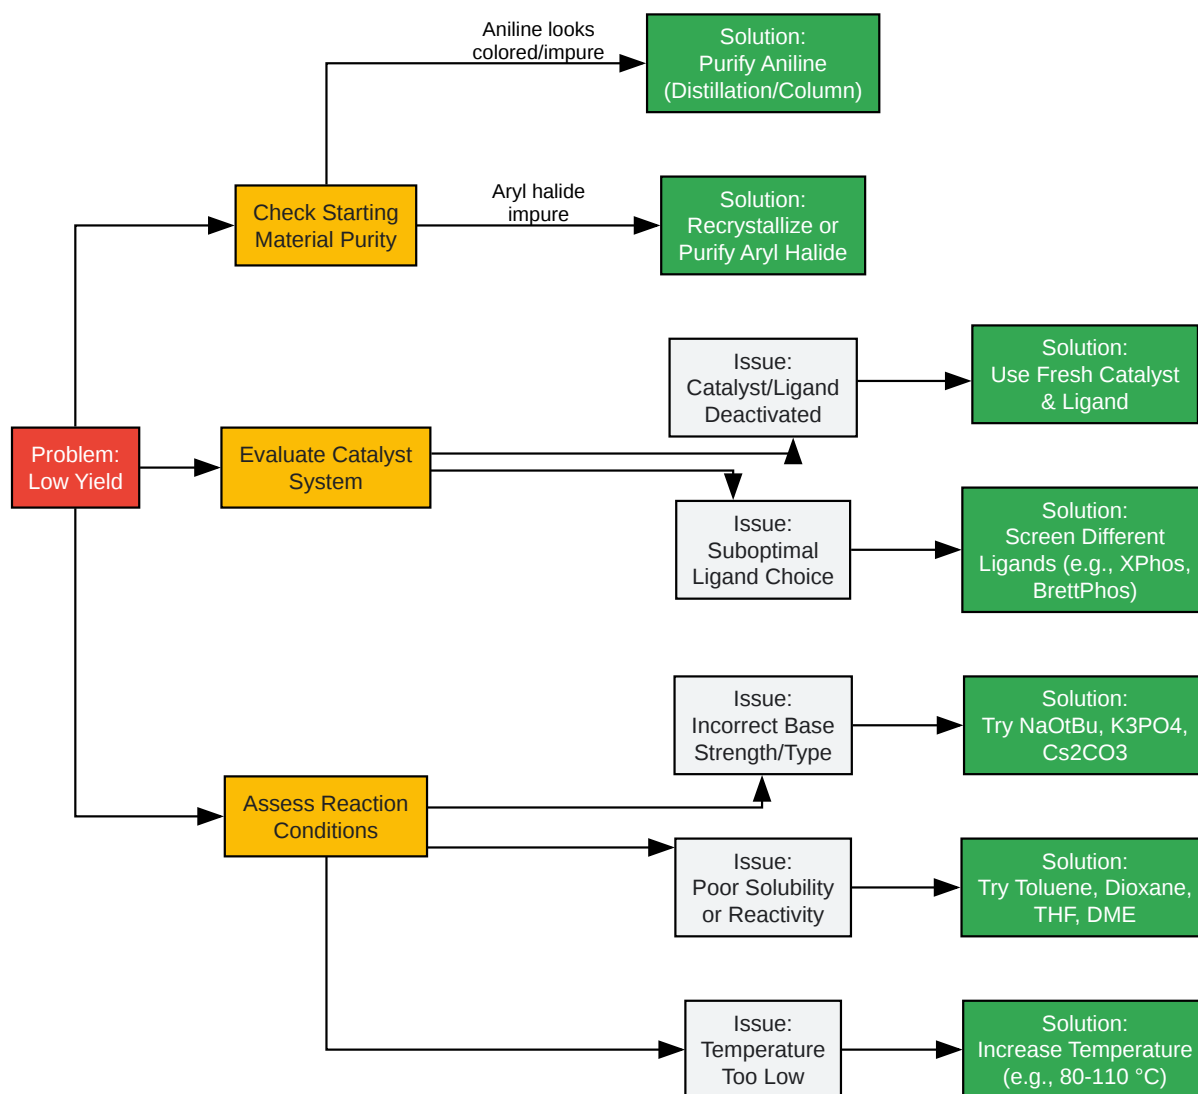 Aniline looks
colored/impure
Solution:
Purify Aniline
(Distillation/Column)
Check Starting
Material Purity
Aryl halide
impure
Solution:
Recrystallize or
Purify Aryl Halide
Problem:
Low Yield
Evaluate Catalyst
System
Issue:
Catalyst/Ligand
Deactivated
Solution:
Use Fresh Catalyst
& Ligand
Issue:
Suboptimal
Ligand Choice
Solution:
Screen Different
Ligands (e.g., XPhos,
BrettPhos)
Assess Reaction
Conditions
Issue:
Incorrect Base
Strength/Type
Solution:
Try NaOtBu, K3PO4,
Cs2CO3
Issue:
Poor Solubility
or Reactivity
Solution:
Try Toluene, Dioxane,
THF, DME
Issue:
Temperature
Too Low
Solution:
Increase Temperature
(e.g., 80-110 °C)